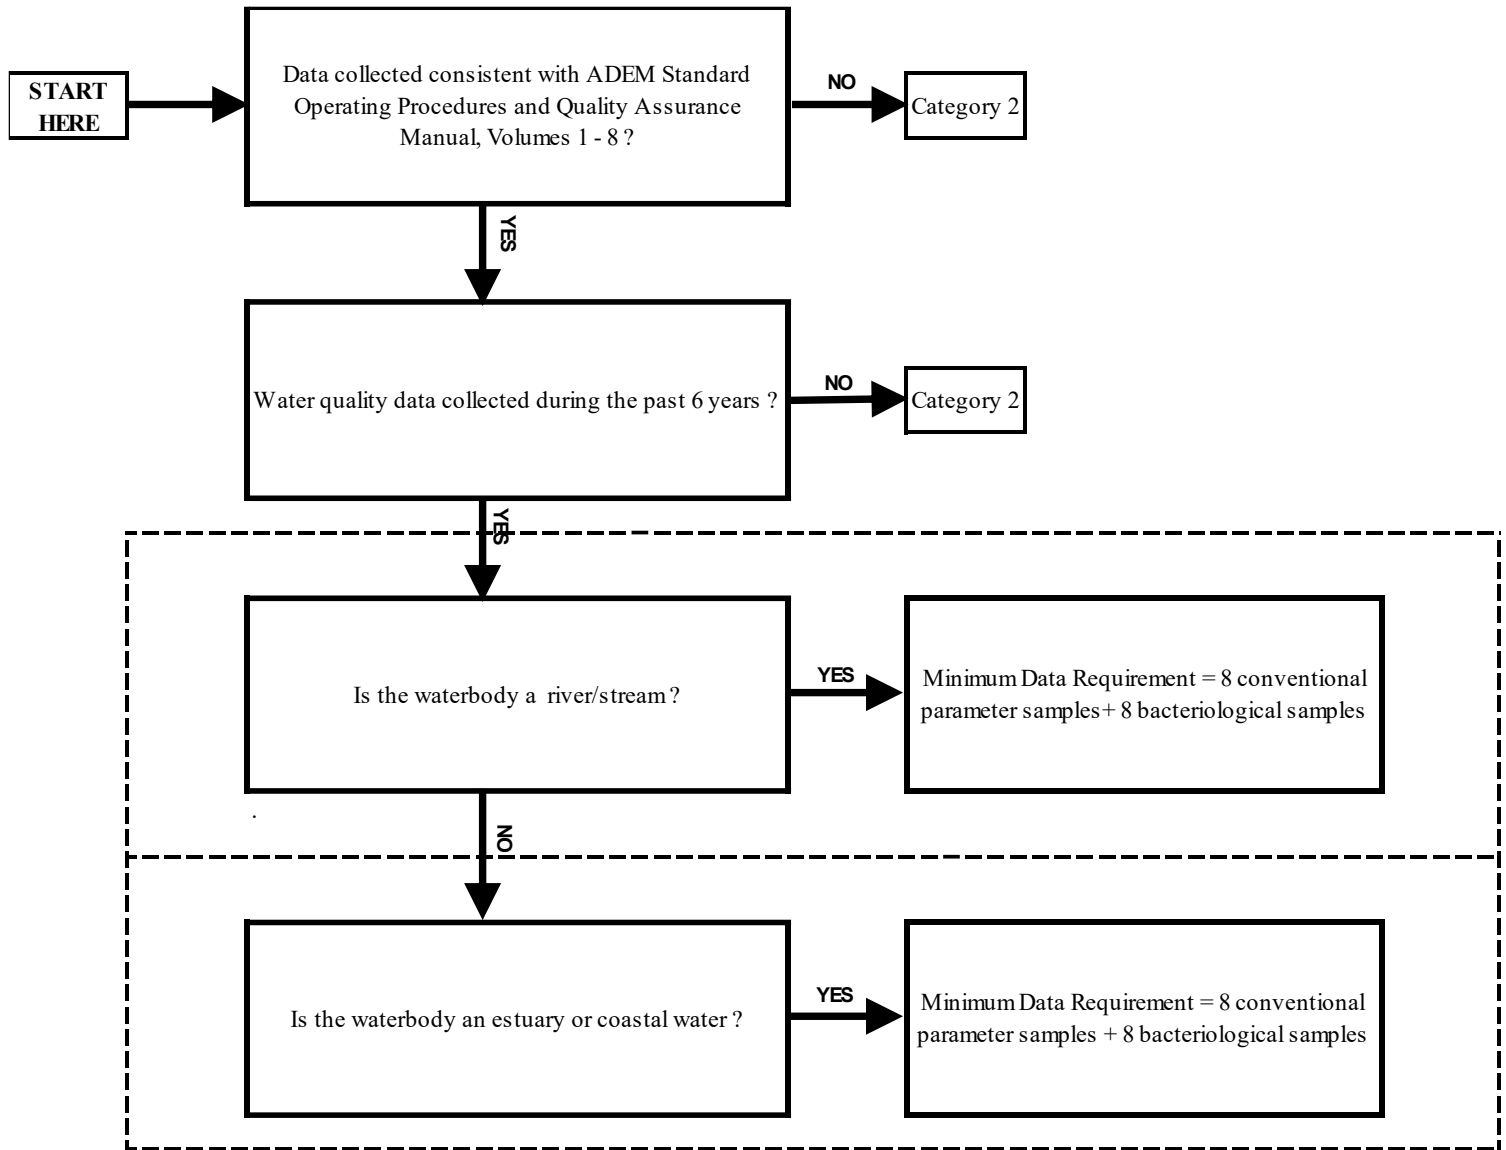 START
HERE
Data collected consistent with ADEM Standard
Operating Procedures and Quality Assurance
Manual, Volumes 1 - 8 ?
NO
Category 2
YES
Water quality data collected during the past 6 years ?
NO
Category 2
YES
Is the waterbody a river/stream ?
YES
Minimum Data Requirement = 8 conventional
parameter samples+ 8 bacteriological samples
.
NO
Is the waterbody an estuary or coastal water ?
YES
Minimum Data Requirement = 8 conventional
parameter samples + 8 bacteriological samples